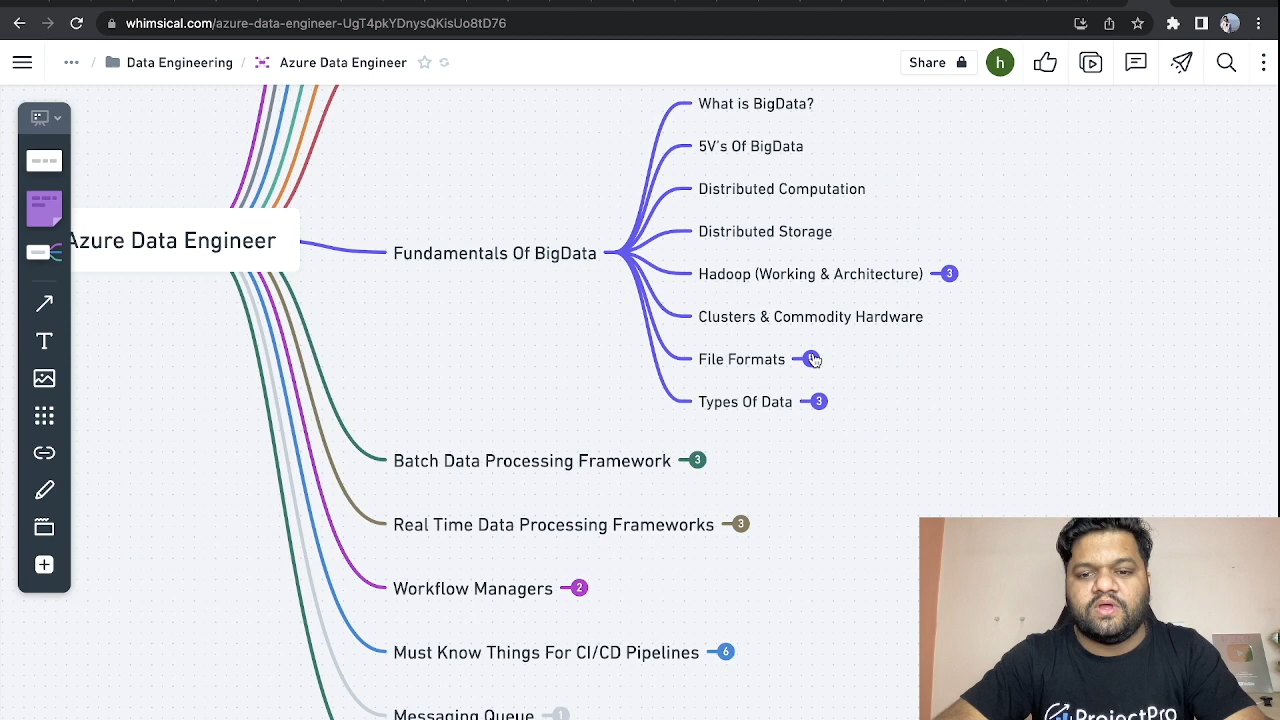 whimsical.com/azure-data-engineer-UgT4pkYDnysQKisUo8tD76
Data Engineering / Azure Data Engineer
Share
h
What is BigData?
5V's Of BigData
Distributed Computation
Azure Data Engineer
Distributed Storage
Fundamentals Of BigData
Hadoop (Working & Architecture) 3
Clusters & Commodity Hardware
File Formats
Types Of Data 3
Batch Data Processing Framework 3
Real Time Data Processing Frameworks 3
Workflow Managers 2
Must Know Things For CI/CD Pipelines 6
Messaging Queue 1
ProjectPro